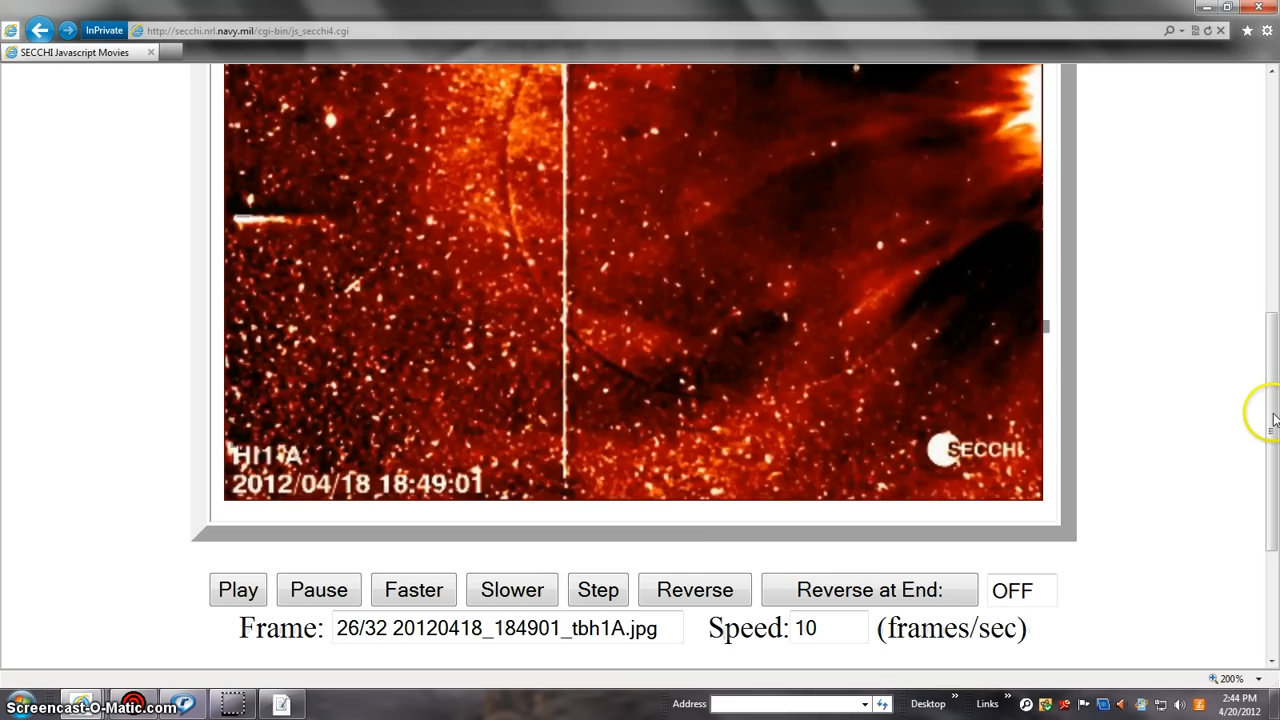 InPrivate
http://secchi.nrl.navy.mil/cgi-bin/js_secchi4.cgi
SECCHI Javascript Movies
HI1-A
SECCHI
2012/04/18 18:49:01
Play
Pause
Faster
Slower
Step
Reverse
Reverse at End:
OFF
Frame: 26/32 20120418_184901_tbh1A.jpg Speed: 10 (frames/sec)
200%
Address
Desktop
Links
2:44 PM
4/20/2012
Screencast-O-Matic.com